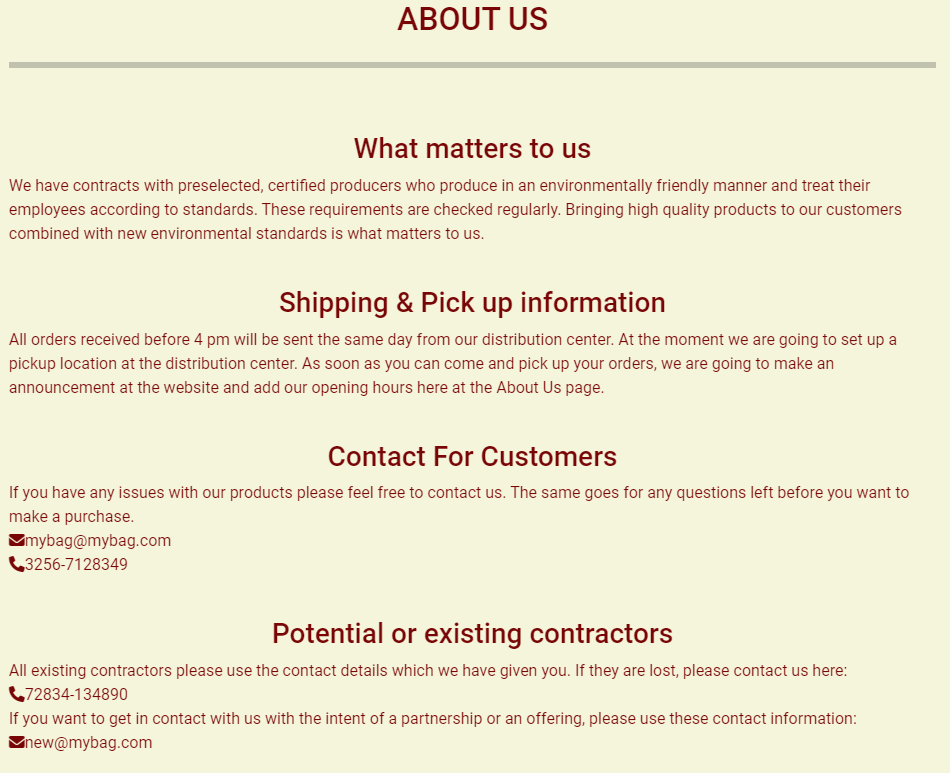 ABOUT US
What matters to us
We have contracts with preselected, certified producers who produce in an environmentally friendly manner and treat their
employees according to standards. These requirements are checked regularly. Bringing high quality products to our customers
combined with new environmental standards is what matters to us.
Shipping & Pick up information
All orders received before 4 pm will be sent the same day from our distribution center. At the moment we are going to set up a
pickup location at the distribution center. As soon as you can come and pick up your orders, we are going to make an
announcement at the website and add our opening hours here at the About Us page.
Contact For Customers
If you have any issues with our products please feel free to contact us. The same goes for any questions left before you want to
make a purchase.
mybag@mybag.com
3256-7128349
Potential or existing contractors
All existing contractors please use the contact details which we have given you. If they are lost, please contact us here:
72834-134890
If you want to get in contact with us with the intent of a partnership or an offering, please use these contact information:
new@mybag.com